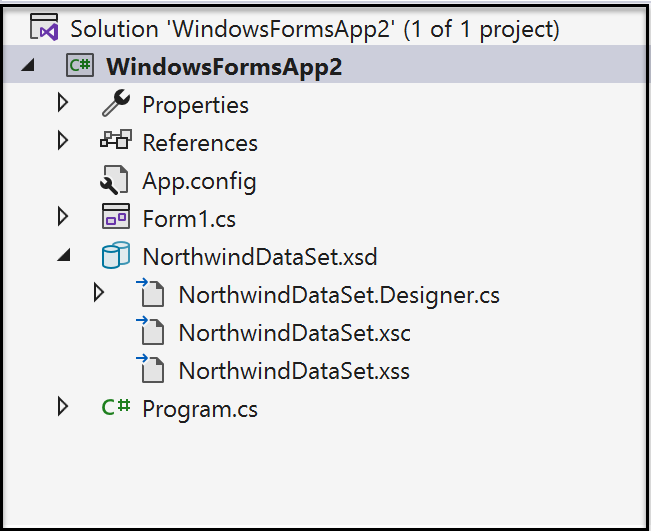 Solution 'WindowsFormsApp2' (1 of 1 project)
C# WindowsFormsApp2
Properties
References
App.config
Form1.cs
NorthwindDataSet.xsd
NorthwindDataSet.Designer.cs
NorthwindDataSet.xsc
NorthwindDataSet.xss
C# Program.cs